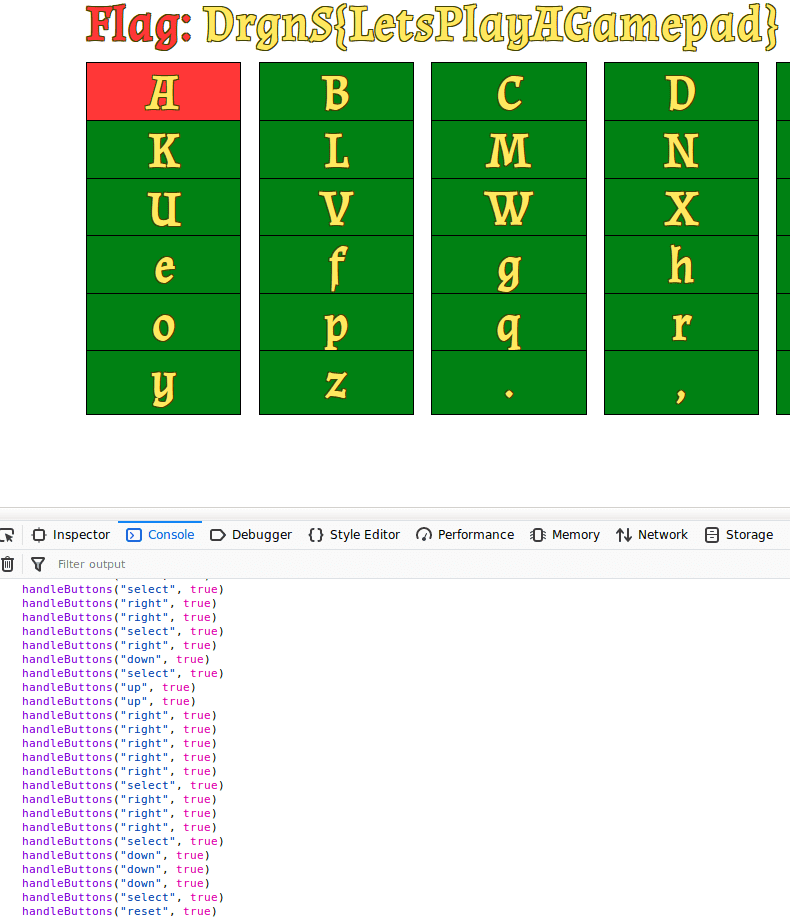 Flag: DrgnS{LetsPlayAGamepad}
A B C D
K L M N
U V W X
e f g h
o p q r
y z . ,
Inspector Console Debugger Style Editor Performance Memory Network Storage
Filter output
handleButtons("select", true)
handleButtons("right", true)
handleButtons("right", true)
handleButtons("select", true)
handleButtons("right", true)
handleButtons("down", true)
handleButtons("select", true)
handleButtons("up", true)
handleButtons("up", true)
handleButtons("right", true)
handleButtons("right", true)
handleButtons("right", true)
handleButtons("right", true)
handleButtons("right", true)
handleButtons("select", true)
handleButtons("right", true)
handleButtons("right", true)
handleButtons("right", true)
handleButtons("select", true)
handleButtons("down", true)
handleButtons("down", true)
handleButtons("down", true)
handleButtons("select", true)
handleButtons("reset", true)